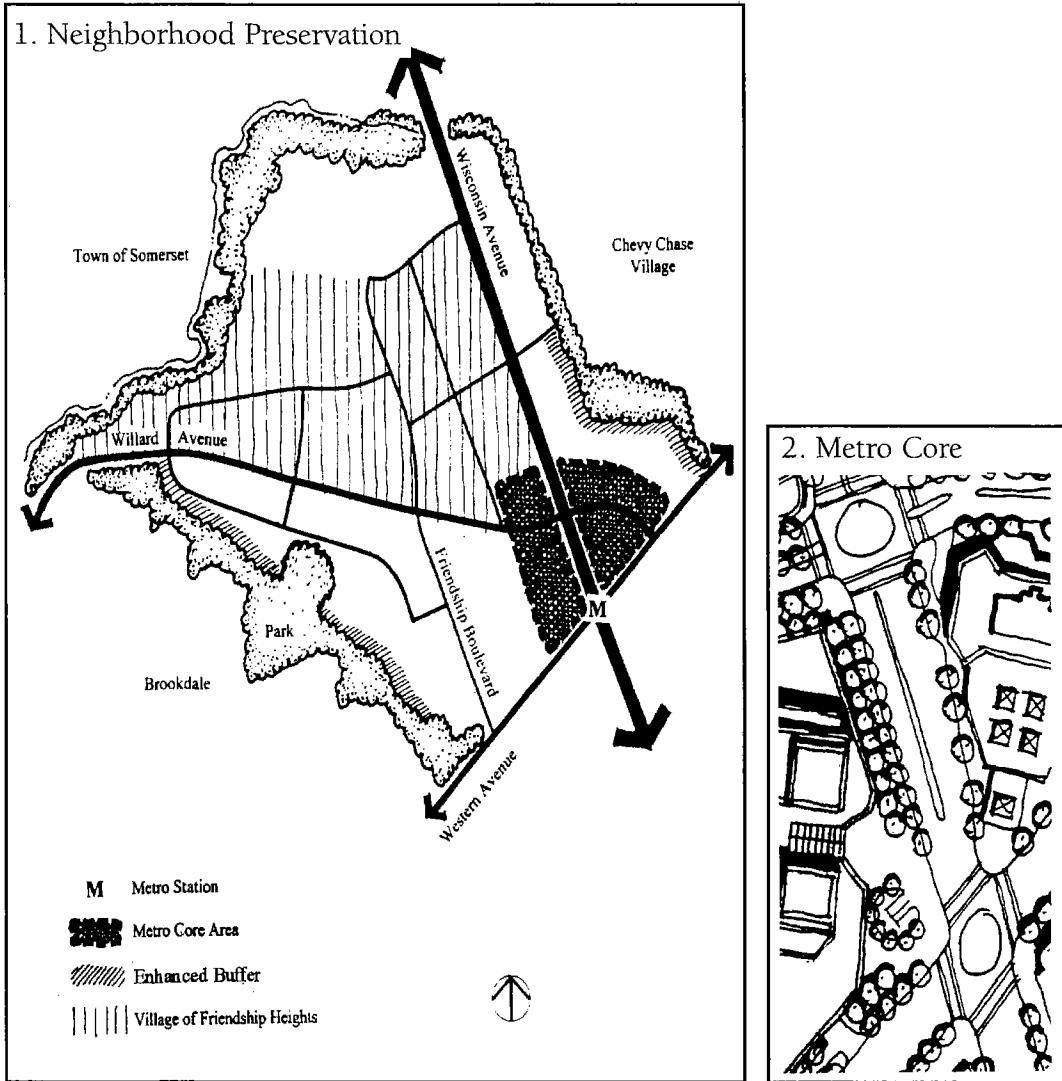 1. Neighborhood Preservation
Wisconsin Avenue
Town of Somerset
Chevy Chase
Village
Willard Avenue
Friendship Boulevard
M
Park
Brookdale
Western Avenue
M Metro Station
Metro Core Area
Enhanced Buffer
Village of Friendship Heights
2. Metro Core